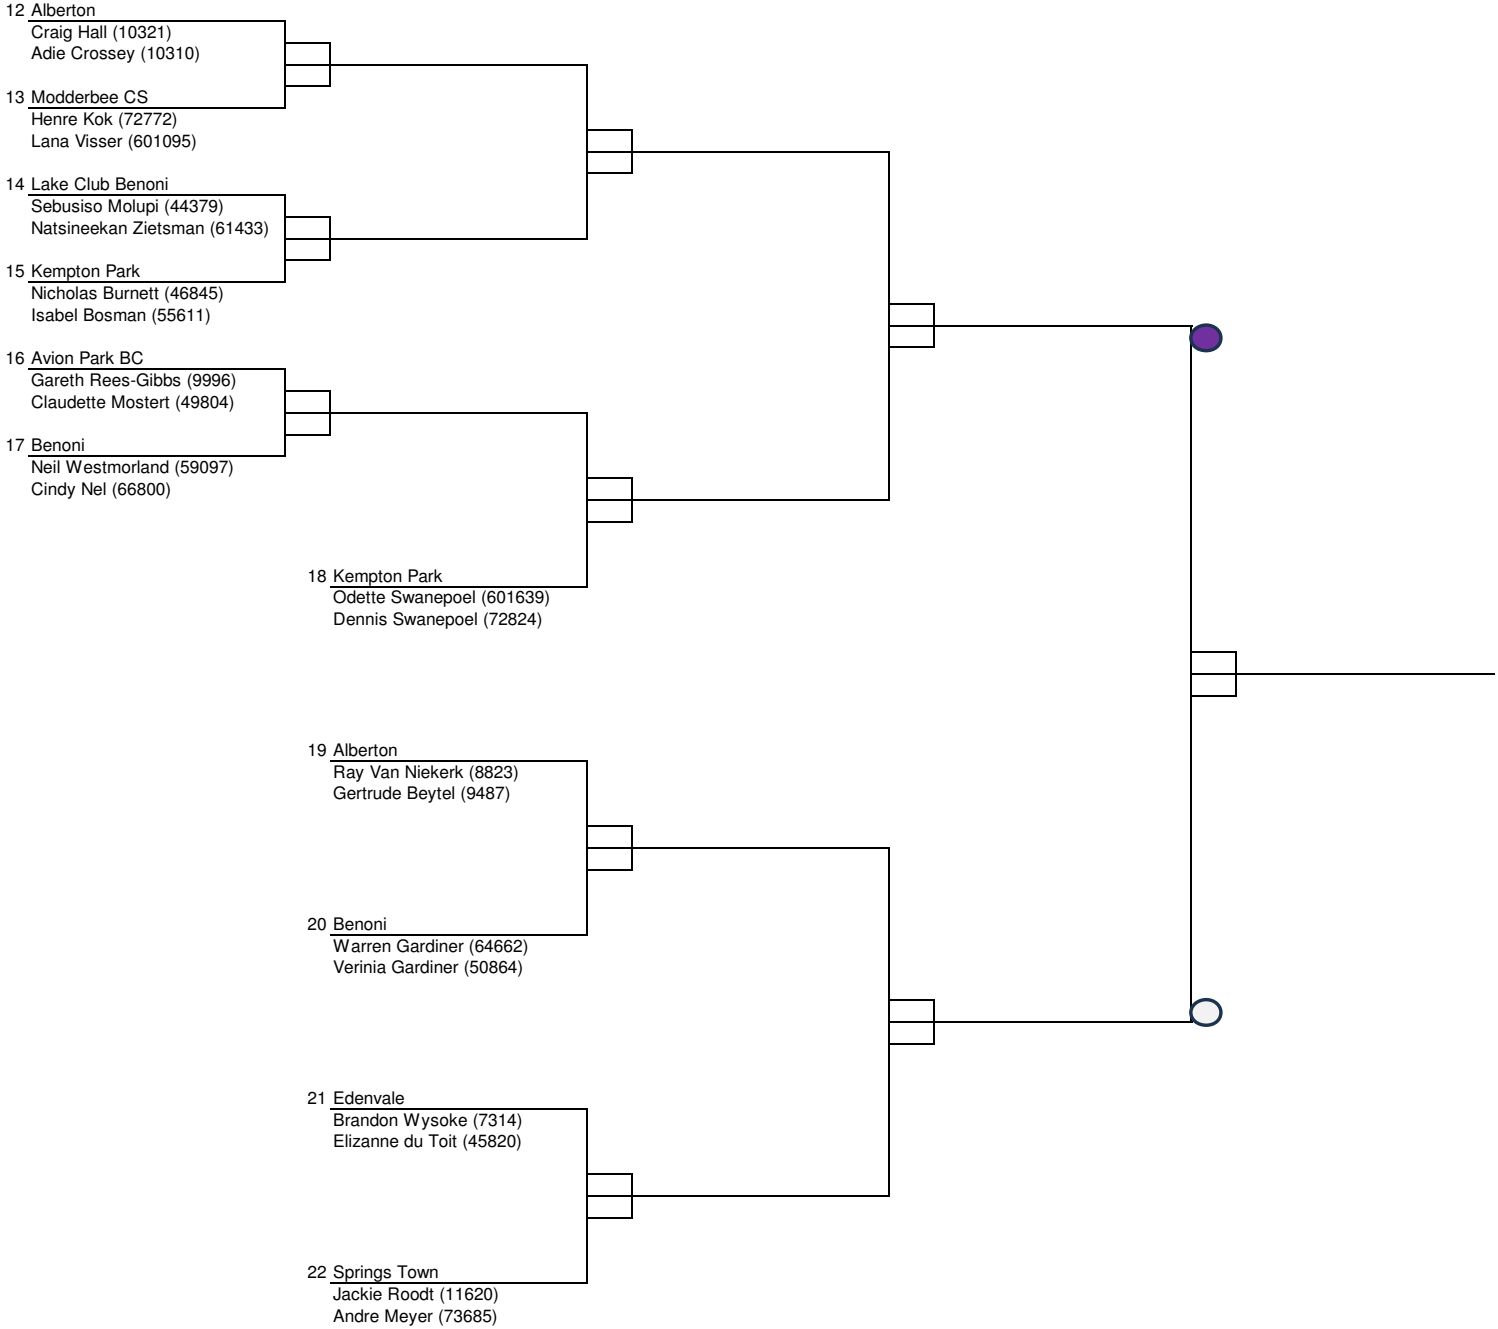 12 Alberton
Craig Hall (10321)
Adie Crossey (10310)
13 Modderbee CS
Henre Kok (72772)
Lana Visser (601095)
14 Lake Club Benoni
Sebusiso Molupi (44379)
Natsineekan Zietsman (61433)
15 Kempton Park
Nicholas Burnett (46845)
Isabel Bosman (55611)
16 Avion Park BC
Gareth Rees-Gibbs (9996)
Claudette Mostert (49804)
17 Benoni
Neil Westmorland (59097)
Cindy Nel (66800)
18 Kempton Park
Odette Swanepoel (601639)
Dennis Swanepoel (72824)
19 Alberton
Ray Van Niekerk (8823)
Gertrude Beytel (9487)
20 Benoni
Warren Gardiner (64662)
Verinia Gardiner (50864)
21 Edenvale
Brandon Wysoke (7314)
Elizanne du Toit (45820)
22 Springs Town
Jackie Roodt (11620)
Andre Meyer (73685)